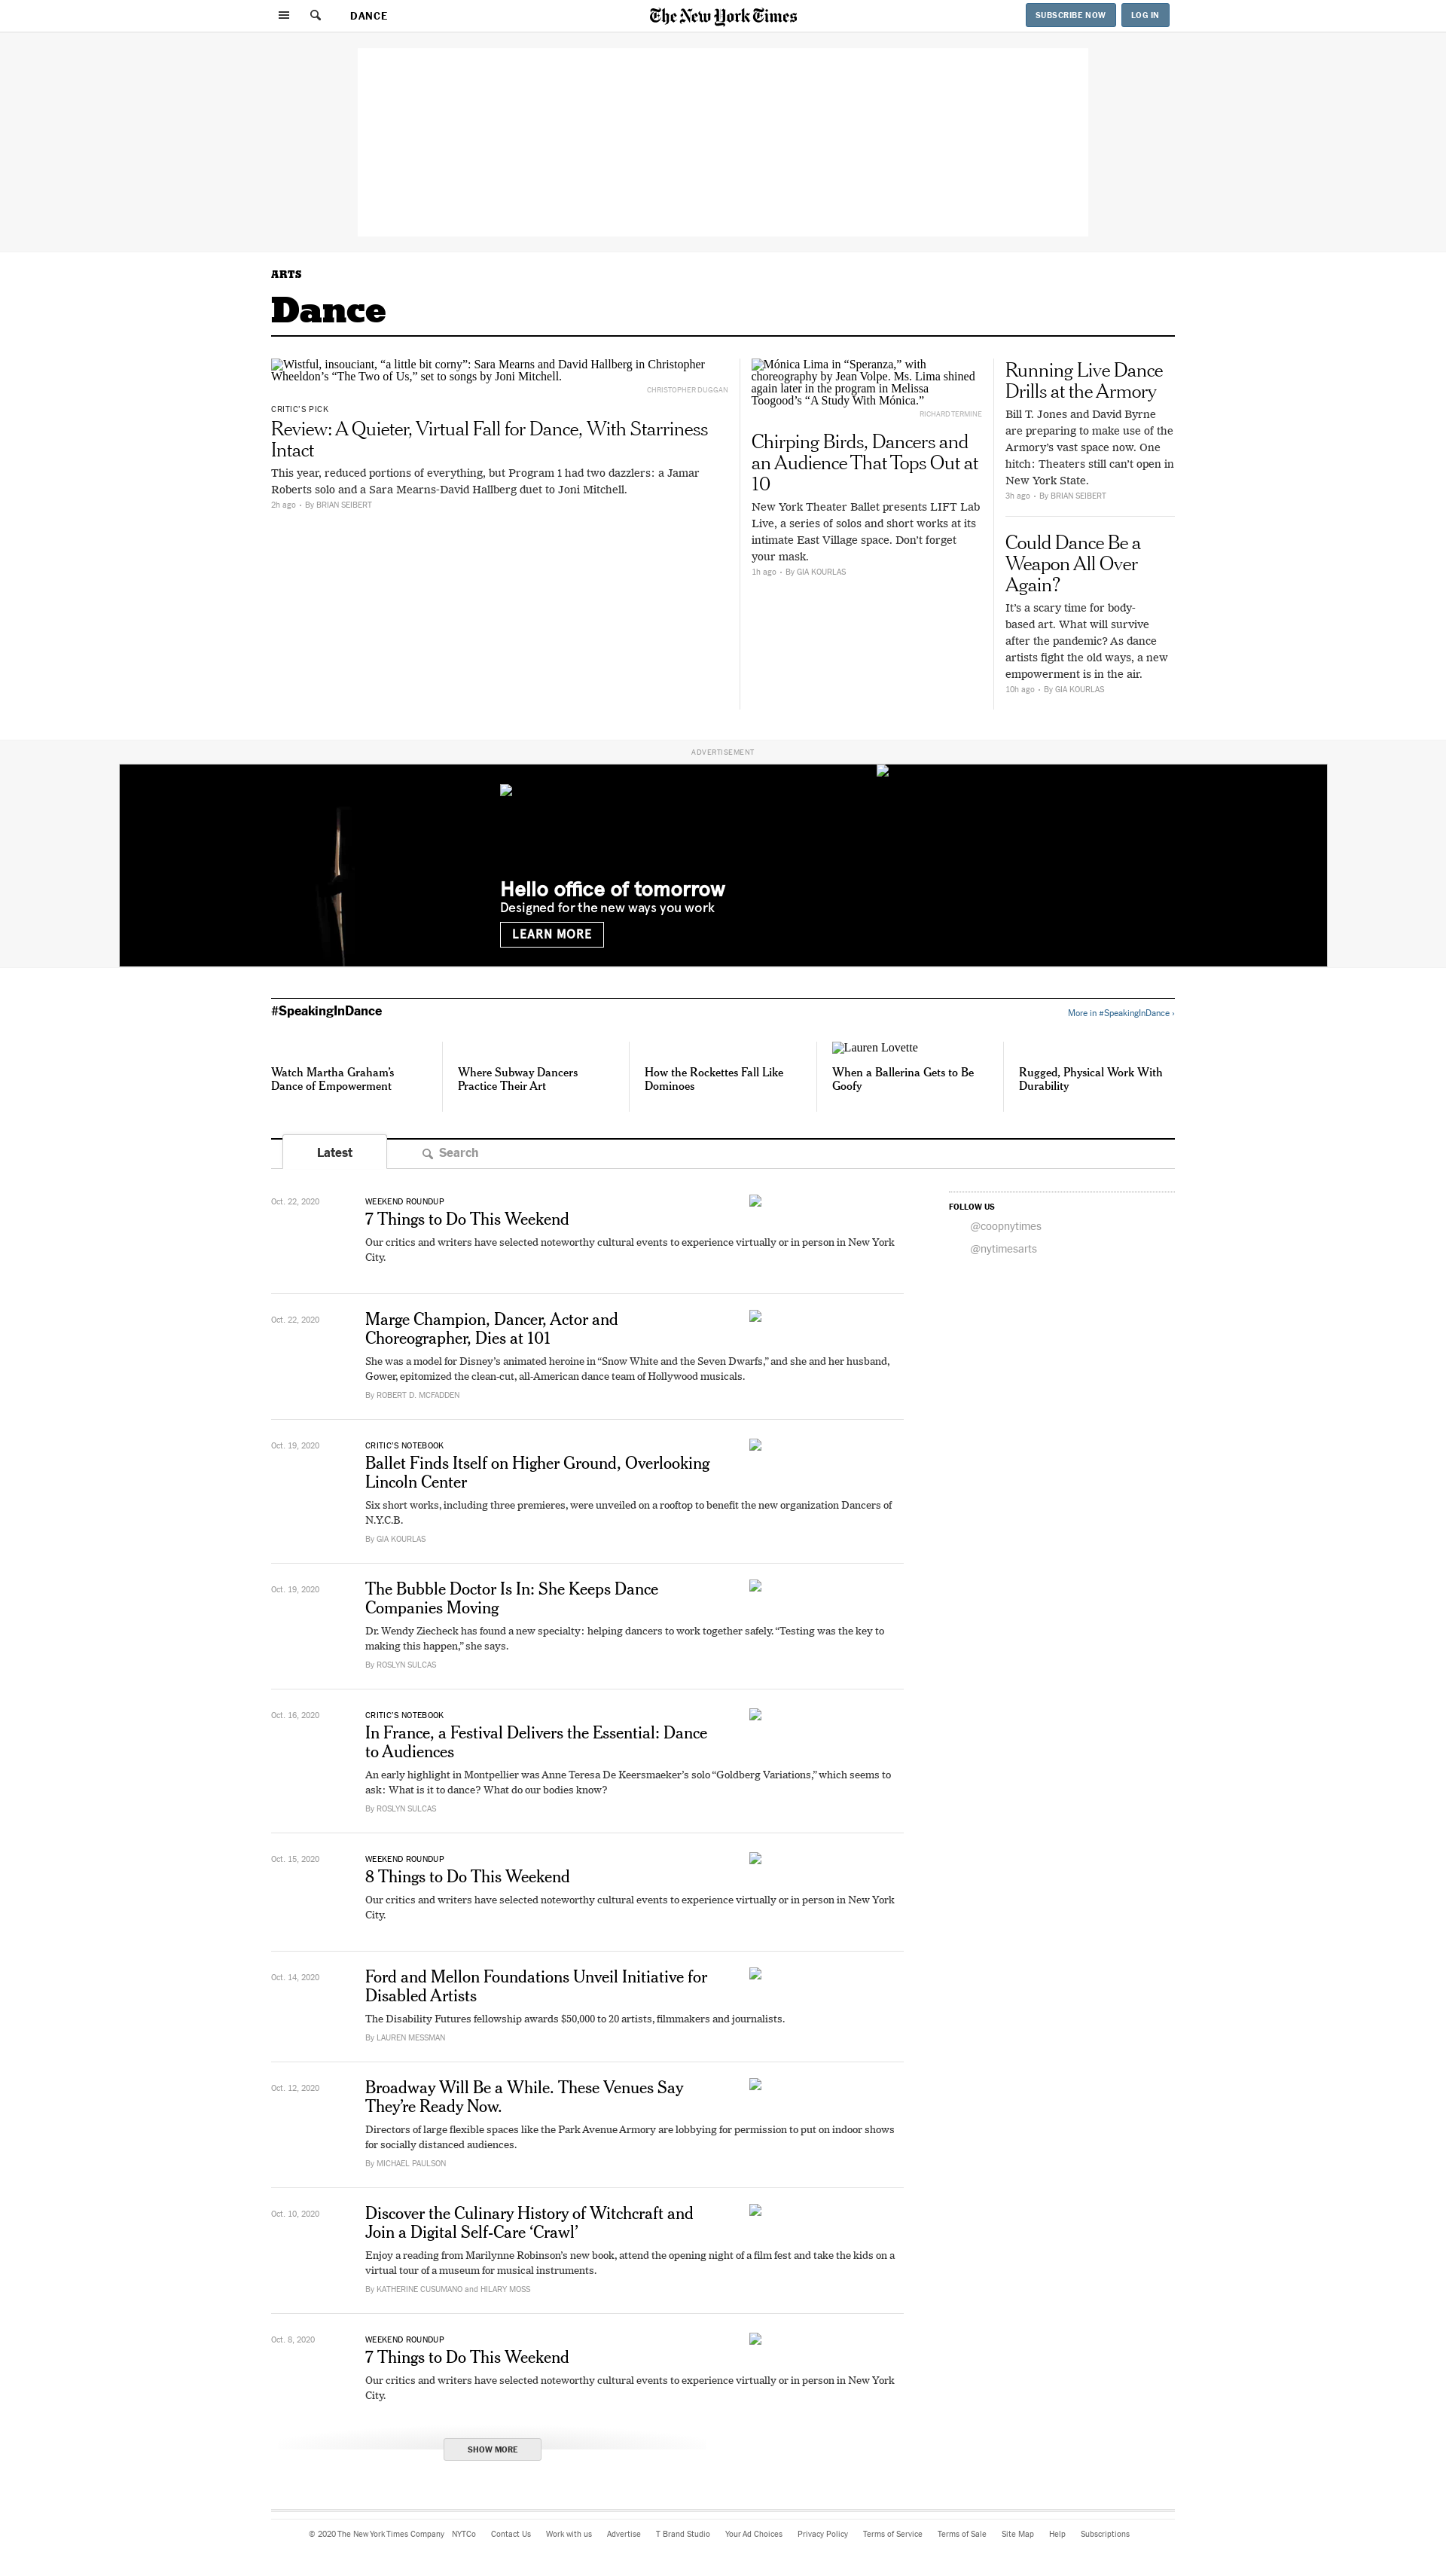 DANCE
The New York Times
SUBSCRIBE NOW
LOG IN
ARTS
Dance
Wistful, insouciant, “a little bit corny”: Sara Mearns and David Hallberg in Christopher
Wheeldon’s “The Two of Us,” set to songs by Joni Mitchell.
CHRISTOPHER DUGGAN
CRITIC’S PICK
Review: A Quieter, Virtual Fall for Dance, With Starriness
Intact
This year, reduced portions of everything, but Program 1 had two dazzlers: a Jamar
Roberts solo and a Sara Mearns-David Hallberg duet to Joni Mitchell.
2h ago • By BRIAN SEIBERT
Mónica Lima in “Speranza,” with
choreography by Jean Volpe. Ms. Lima shined
again later in the program in Melissa
Toogood’s “A Study With Mónica.”
RICHARD TERMINE
Chirping Birds, Dancers and
an Audience That Tops Out at
10
New York Theater Ballet presents LIFT Lab
Live, a series of solos and short works at its
intimate East Village space. Don’t forget
your mask.
1h ago • By GIA KOURLAS
Running Live Dance
Drills at the Armory
Bill T. Jones and David Byrne
are preparing to make use of the
Armory’s vast space now. One
hitch: Theaters still can’t open in
New York State.
3h ago • By BRIAN SEIBERT
Could Dance Be a
Weapon All Over
Again?
It’s a scary time for body-
based art. What will survive
after the pandemic? As dance
artists fight the old ways, a new
empowerment is in the air.
10h ago • By GIA KOURLAS
ADVERTISEMENT
Hello office of tomorrow
Designed for the new ways you work
LEARN MORE
#SpeakingInDance
More in #SpeakingInDance ›
Watch Martha Graham’s
Dance of Empowerment
Where Subway Dancers
Practice Their Art
How the Rockettes Fall Like
Dominoes
Lauren Lovette
When a Ballerina Gets to Be
Goofy
Rugged, Physical Work With
Durability
Latest
Search
Oct. 22, 2020
WEEKEND ROUNDUP
7 Things to Do This Weekend
Our critics and writers have selected noteworthy cultural events to experience virtually or in person in New York
City.
FOLLOW US
@coopnytimes
@nytimesarts
Oct. 22, 2020
Marge Champion, Dancer, Actor and
Choreographer, Dies at 101
She was a model for Disney’s animated heroine in “Snow White and the Seven Dwarfs,” and she and her husband,
Gower, epitomized the clean-cut, all-American dance team of Hollywood musicals.
By ROBERT D. MCFADDEN
Oct. 19, 2020
CRITIC’S NOTEBOOK
Ballet Finds Itself on Higher Ground, Overlooking
Lincoln Center
Six short works, including three premieres, were unveiled on a rooftop to benefit the new organization Dancers of
N.Y.C.B.
By GIA KOURLAS
Oct. 19, 2020
The Bubble Doctor Is In: She Keeps Dance
Companies Moving
Dr. Wendy Ziecheck has found a new specialty: helping dancers to work together safely. “Testing was the key to
making this happen,” she says.
By ROSLYN SULCAS
Oct. 16, 2020
CRITIC’S NOTEBOOK
In France, a Festival Delivers the Essential: Dance
to Audiences
An early highlight in Montpellier was Anne Teresa De Keersmaeker’s solo “Goldberg Variations,” which seems to
ask: What is it to dance? What do our bodies know?
By ROSLYN SULCAS
Oct. 15, 2020
WEEKEND ROUNDUP
8 Things to Do This Weekend
Our critics and writers have selected noteworthy cultural events to experience virtually or in person in New York
City.
Oct. 14, 2020
Ford and Mellon Foundations Unveil Initiative for
Disabled Artists
The Disability Futures fellowship awards $50,000 to 20 artists, filmmakers and journalists.
By LAUREN MESSMAN
Oct. 12, 2020
Broadway Will Be a While. These Venues Say
They’re Ready Now.
Directors of large flexible spaces like the Park Avenue Armory are lobbying for permission to put on indoor shows
for socially distanced audiences.
By MICHAEL PAULSON
Oct. 10, 2020
Discover the Culinary History of Witchcraft and
Join a Digital Self-Care ‘Crawl’
Enjoy a reading from Marilynne Robinson’s new book, attend the opening night of a film fest and take the kids on a
virtual tour of a museum for musical instruments.
By KATHERINE CUSUMANO and HILARY MOSS
Oct. 8, 2020
WEEKEND ROUNDUP
7 Things to Do This Weekend
Our critics and writers have selected noteworthy cultural events to experience virtually or in person in New York
City.
SHOW MORE
© 2020 The New York Times Company NYTCo Contact Us Work with us Advertise T Brand Studio Your Ad Choices Privacy Policy Terms of Service Terms of Sale Site Map Help Subscriptions